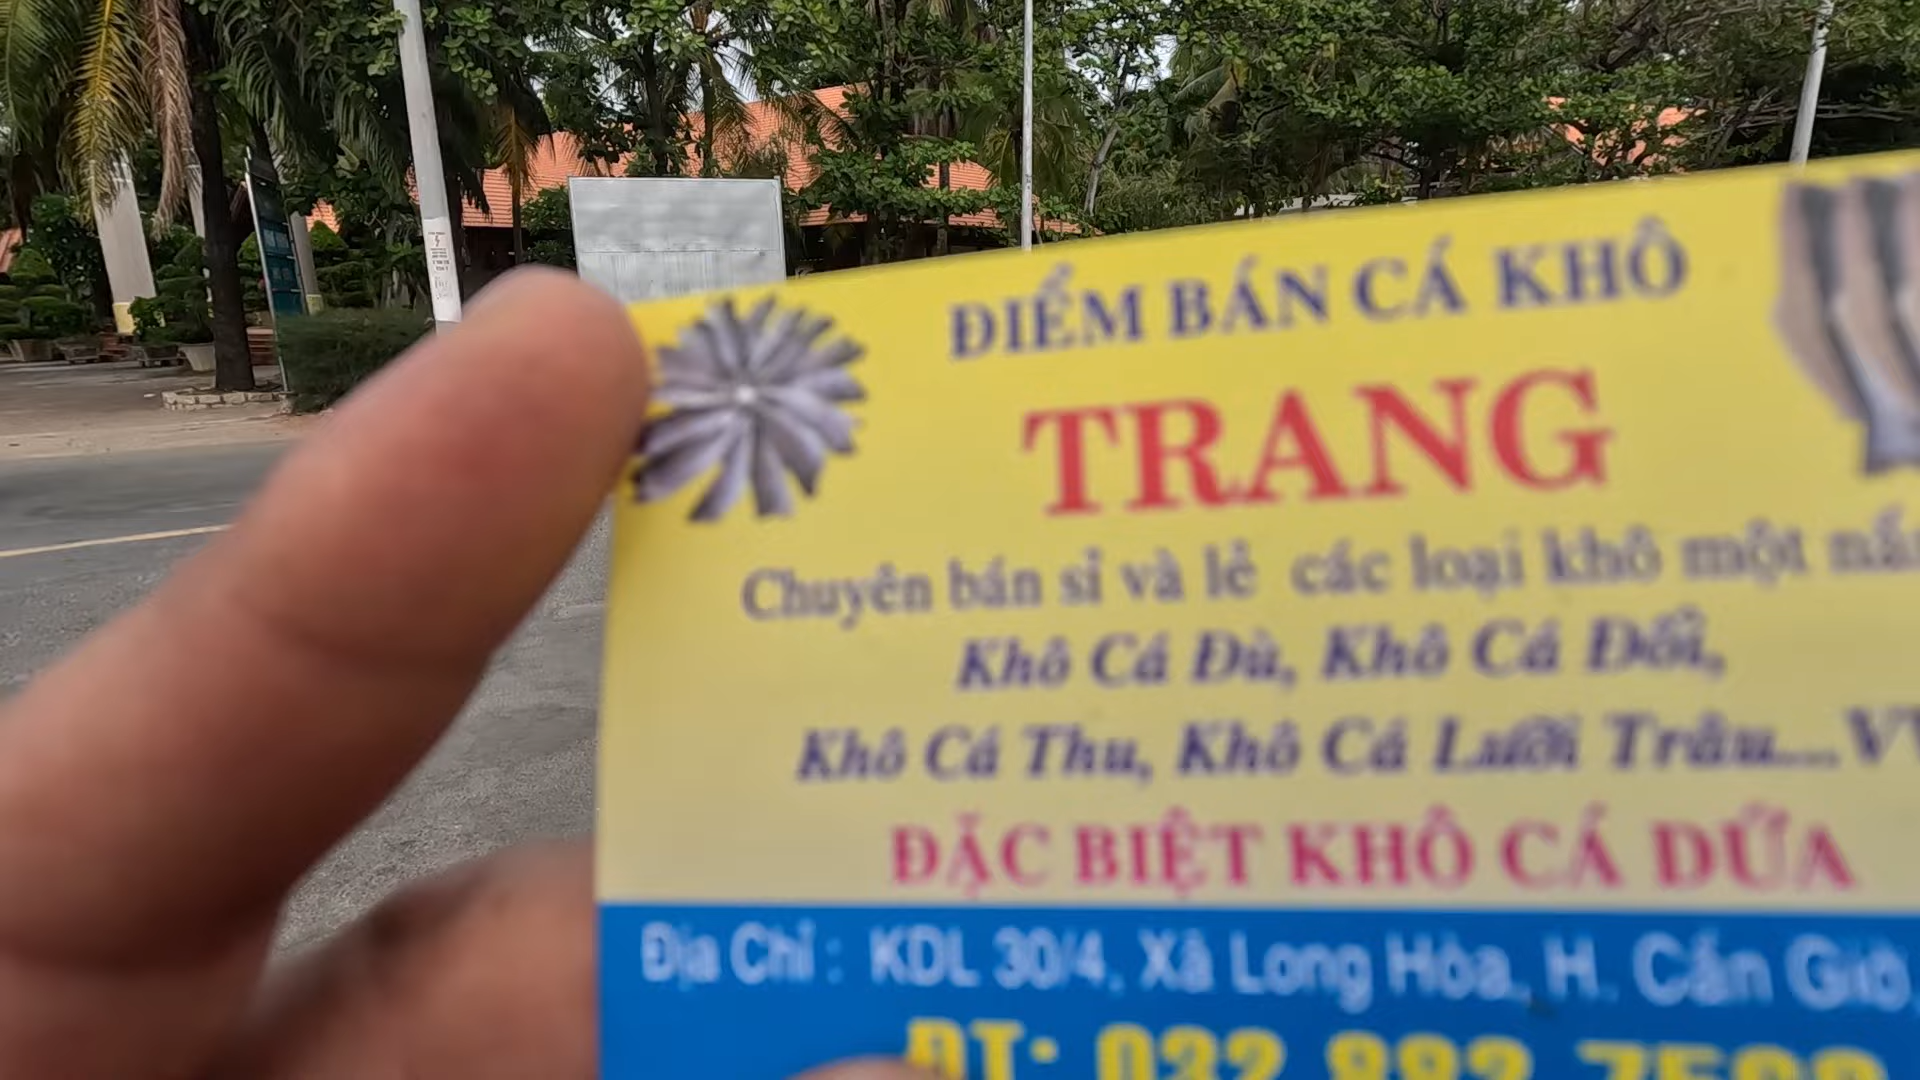 ĐIỂM BÁN CÁ KHÔ
TRANG
Chuyên bán sỉ và lẻ các loại khô một
Khô Cá Đù, Khô Cá Đối,
Khô Cá Thu, Khô Cá Lưỡi Trâu...
ĐẶC BIỆT KHÔ CÁ DỨA
Địa Chỉ : KDL 30/4, Xã Long Hòa, H. Cần Giờ,
ĐT: 032